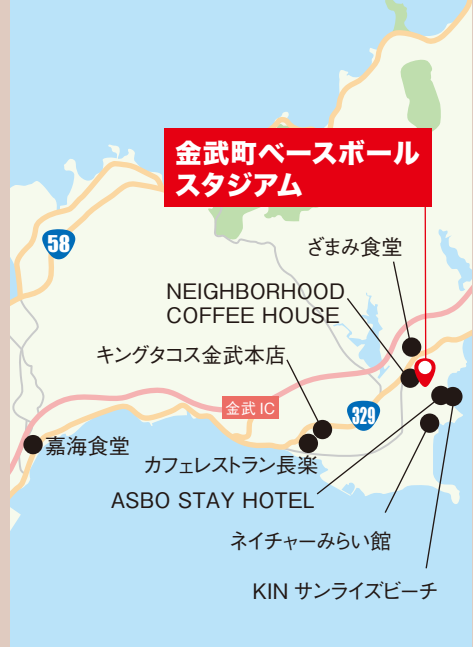 金武町ベースボール
スタジアム
58
ざまみ食堂
NEIGHBORHOOD
COFFEE HOUSE
キングタコス金武本店
金武 IC
329
嘉海食堂
カフェレストラン長楽
ASBO STAY HOTEL
ネイチャーみらい館
KIN サンライズビーチ